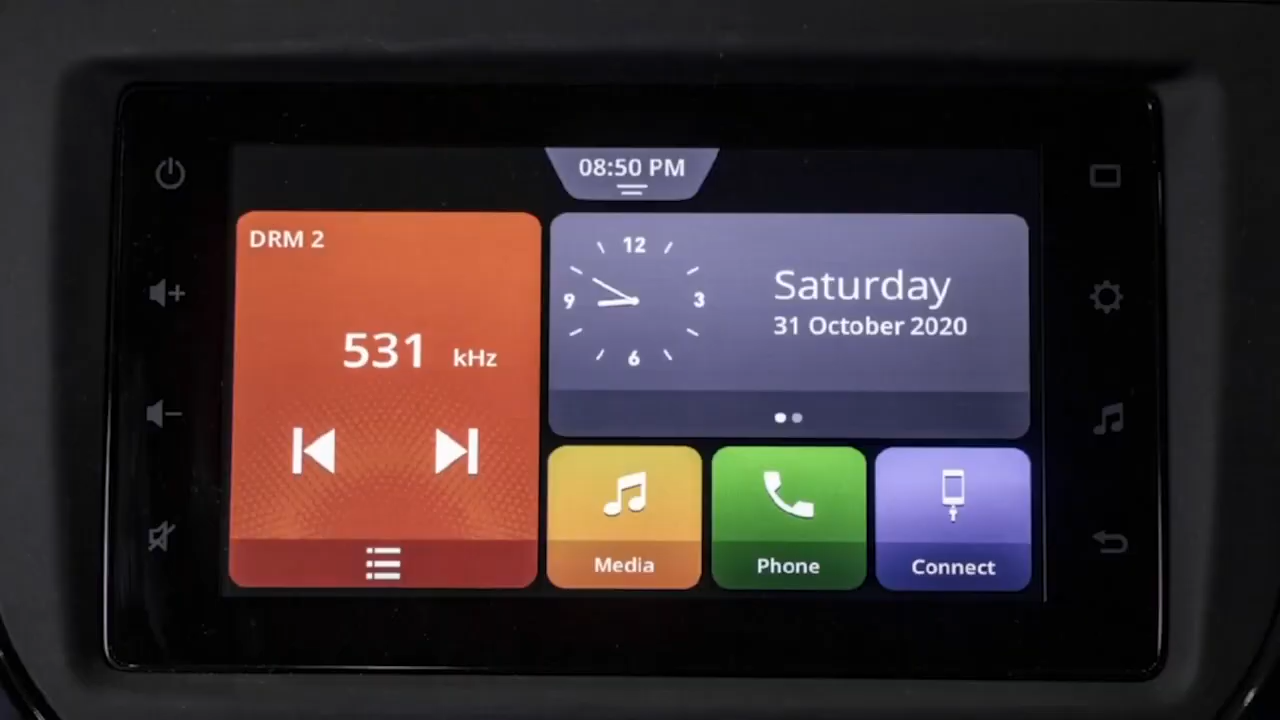 08:50 PM
DRM 2
531 kHz
12
9
3
6
Saturday
31 October 2020
Media
Phone
Connect